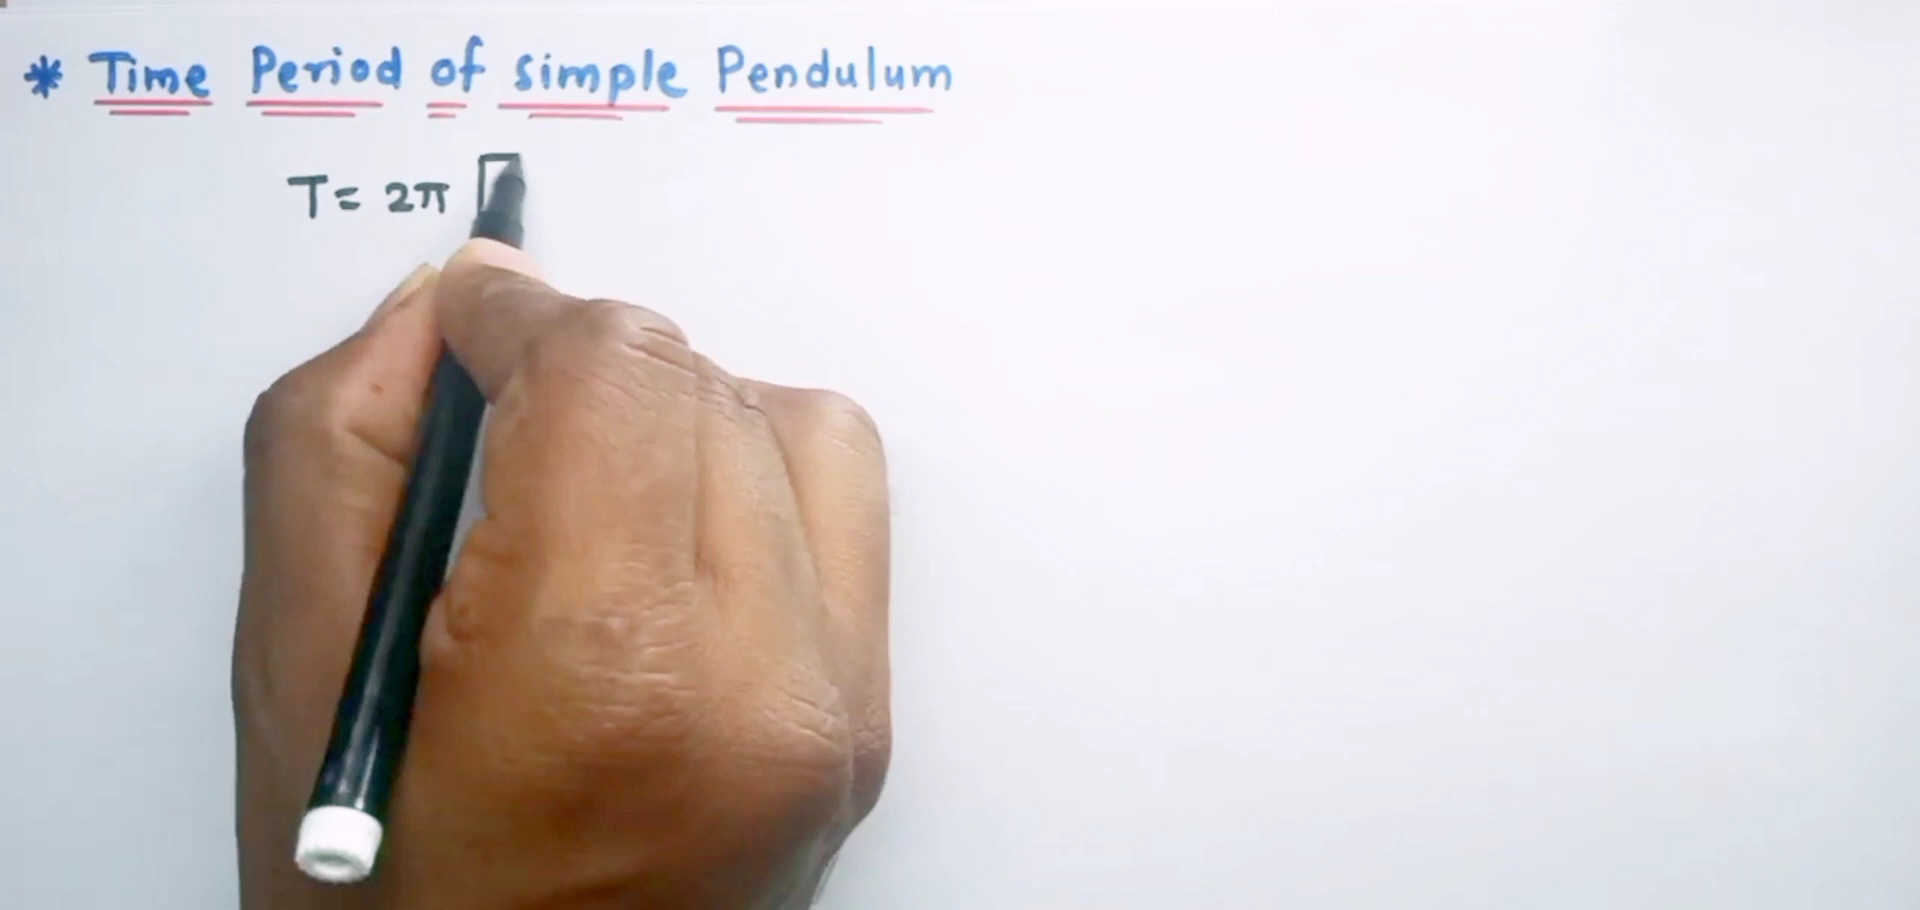 * Time Period of simple Pendulum
T= 2π √